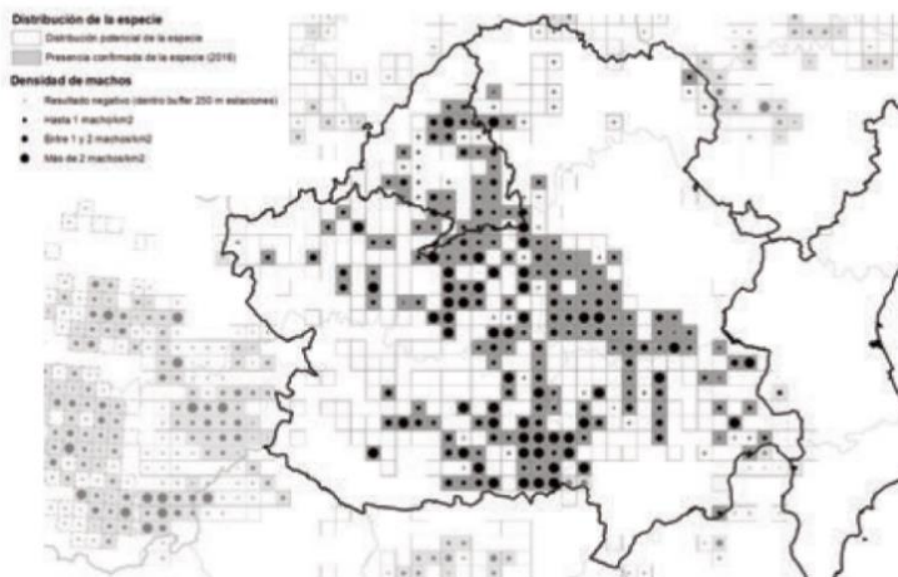 Distribución de la especie
Distribución potencial de la especie
Presencia confirmada de la especie (2016)
Densidad de machos
Resultado negativo (dentro buffer 250 m estaciones)
Hasta 1 macho/km2
Entre 1 y 2 machos/km2
Más de 2 machos/km2